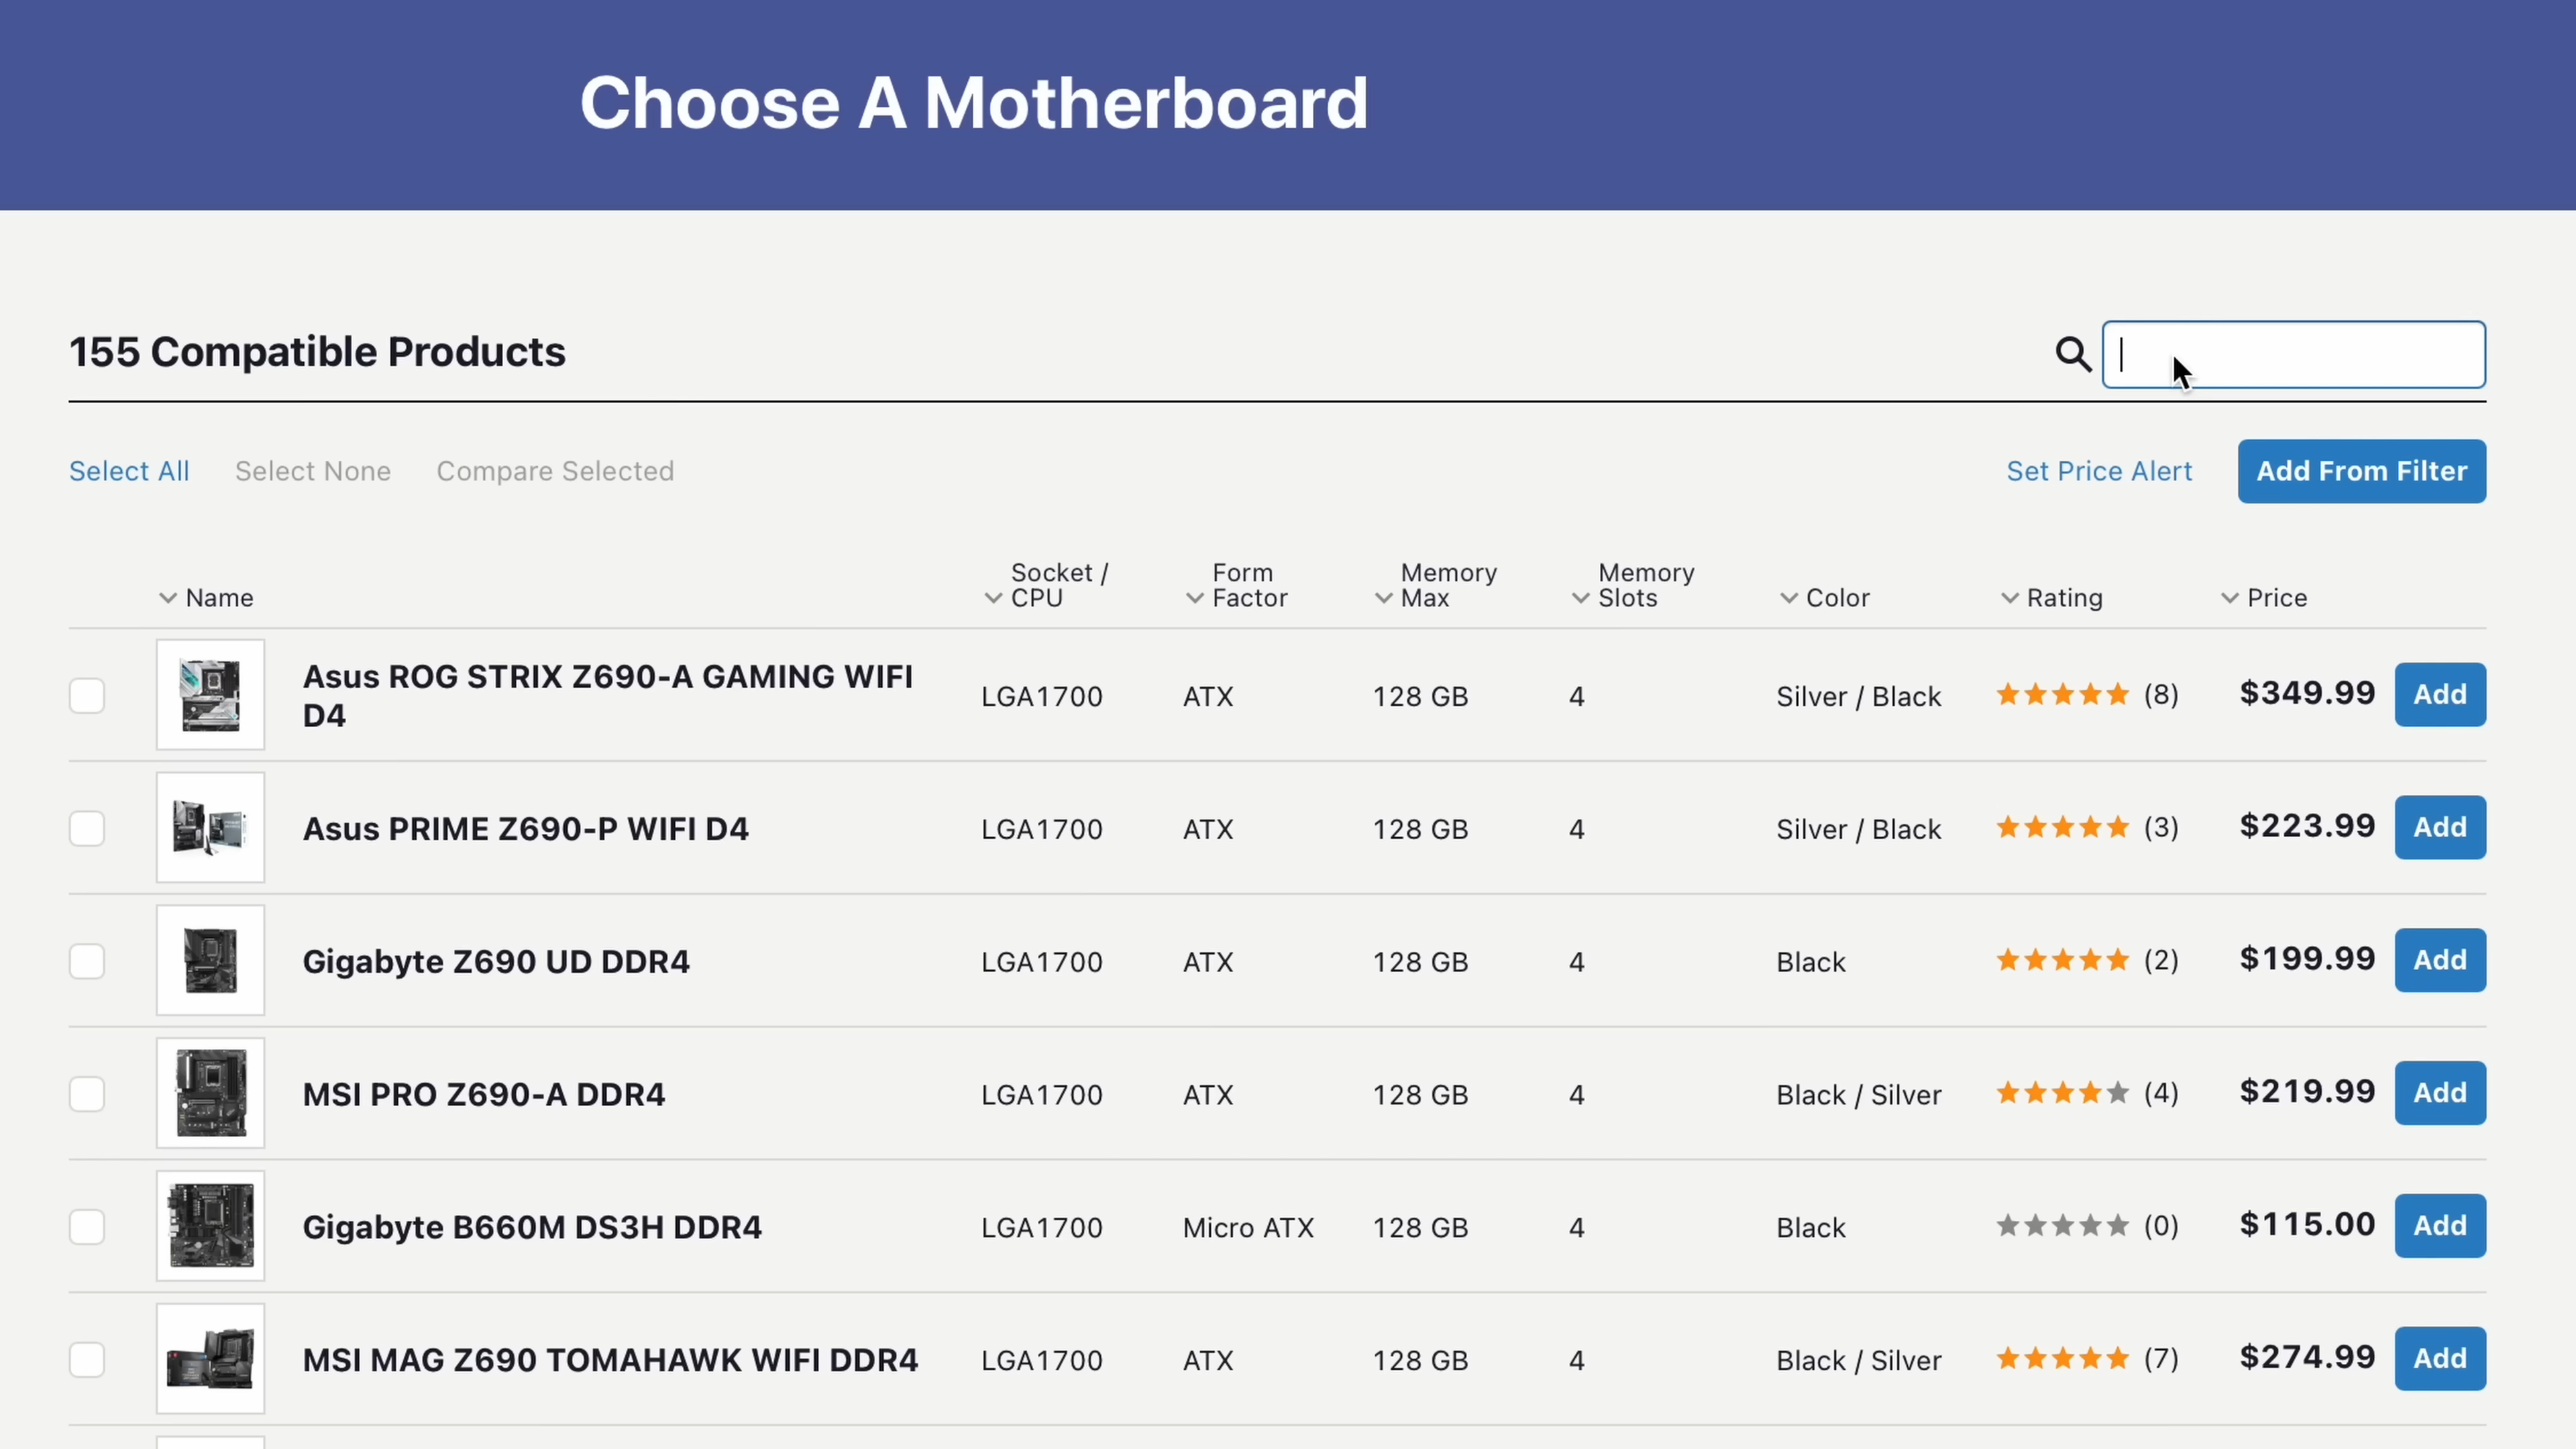 Choose A Motherboard
155 Compatible Products
Select All Select None Compare Selected Set Price Alert Add From Filter
Name Socket / CPU Form Factor Memory Max Memory Slots Color Rating Price
Asus ROG STRIX Z690-A GAMING WIFI
D4
LGA1700 ATX 128 GB 4 Silver / Black (8) $349.99 Add
Asus PRIME Z690-P WIFI D4 LGA1700 ATX 128 GB 4 Silver / Black (3) $223.99 Add
Gigabyte Z690 UD DDR4 LGA1700 ATX 128 GB 4 Black (2) $199.99 Add
MSI PRO Z690-A DDR4 LGA1700 ATX 128 GB 4 Black / Silver (4) $219.99 Add
Gigabyte B660M DS3H DDR4 LGA1700 Micro ATX 128 GB 4 Black (0) $115.00 Add
MSI MAG Z690 TOMAHAWK WIFI DDR4 LGA1700 ATX 128 GB 4 Black / Silver (7) $274.99 Add